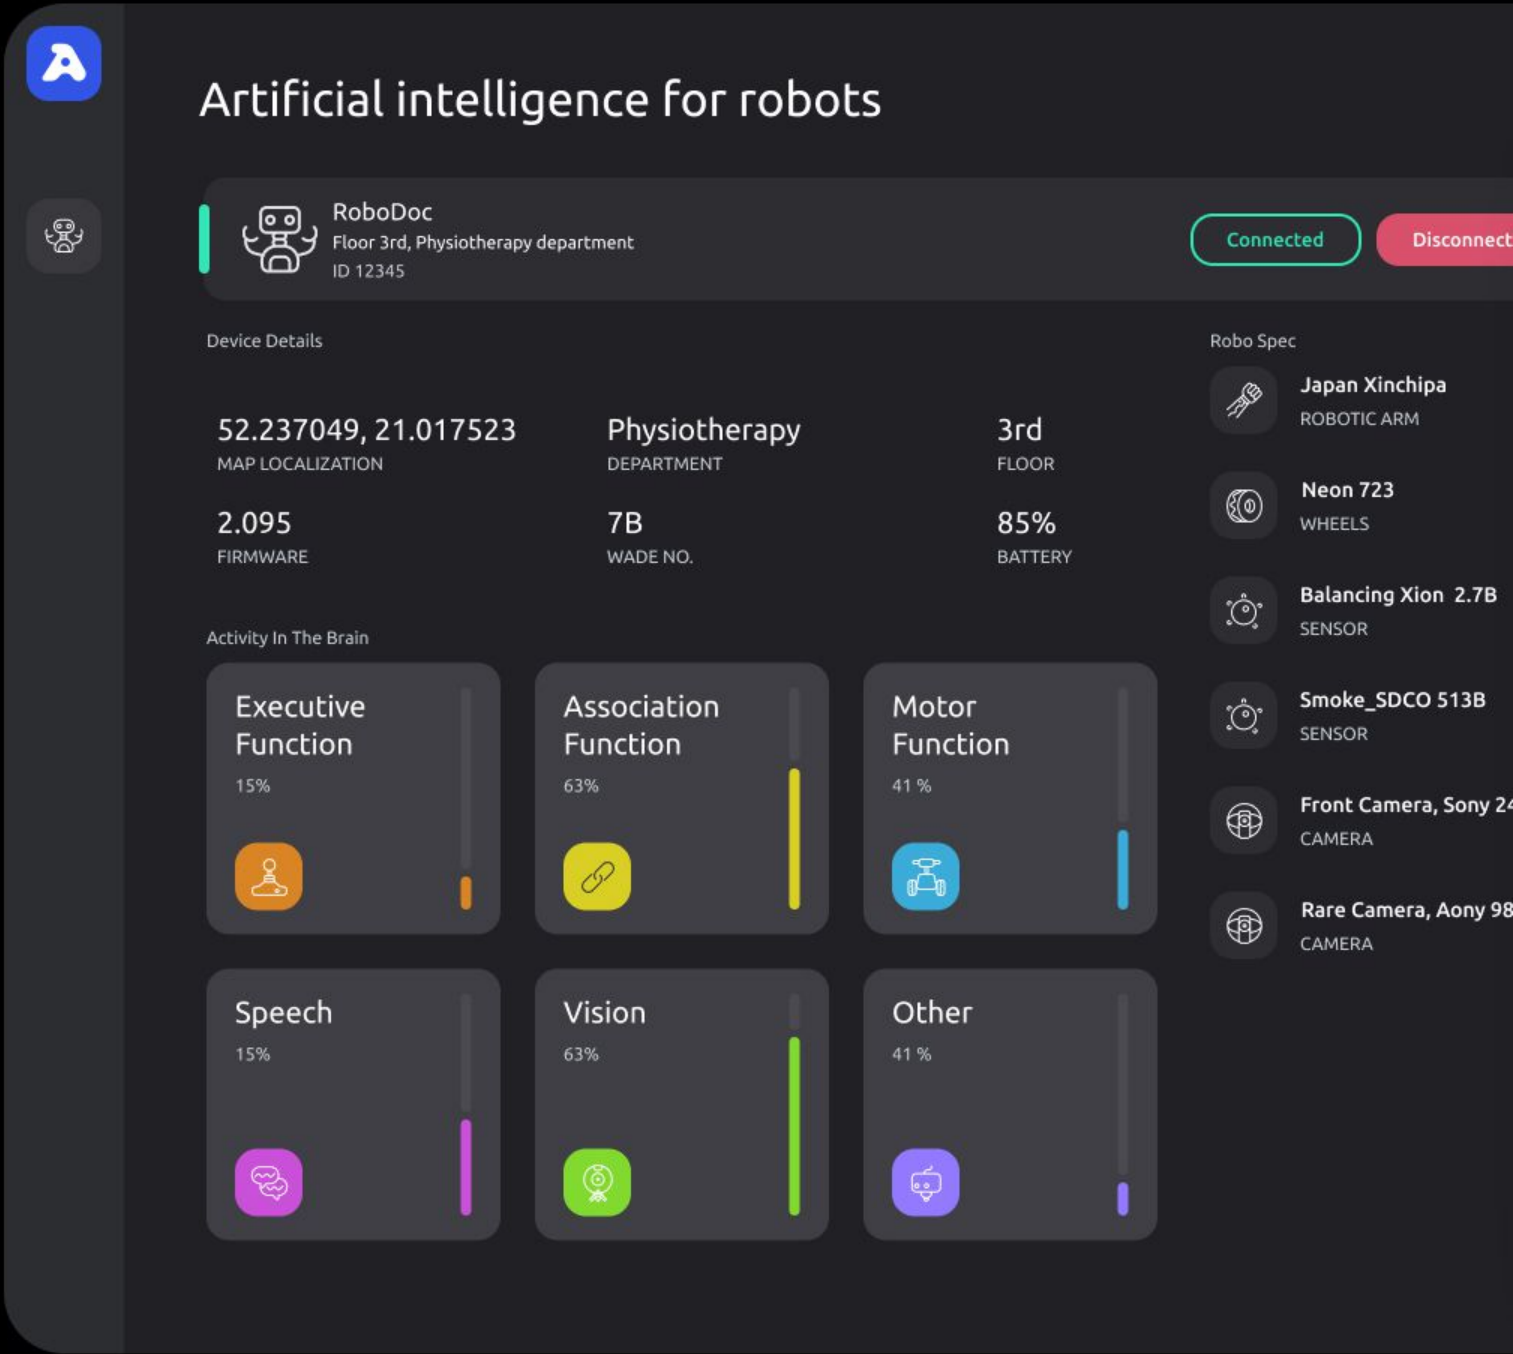 Artificial intelligence for robots
RoboDoc
Floor 3rd, Physiotherapy department
ID 12345
Connected
Disconnect
Device Details
52.237049, 21.017523
MAP LOCALIZATION
Physiotherapy
DEPARTMENT
3rd
FLOOR
2.095
FIRMWARE
7B
WADE NO.
85%
BATTERY
Activity In The Brain
Executive
Function
15%
Association
Function
63%
Motor
Function
41 %
Speech
15%
Vision
63%
Other
41 %
Robo Spec
Japan Xinchipa
ROBOTIC ARM
Neon 723
WHEELS
Balancing Xion 2.7B
SENSOR
Smoke_SDCO 513B
SENSOR
Front Camera, Sony 24
CAMERA
Rare Camera, Aony 98
CAMERA